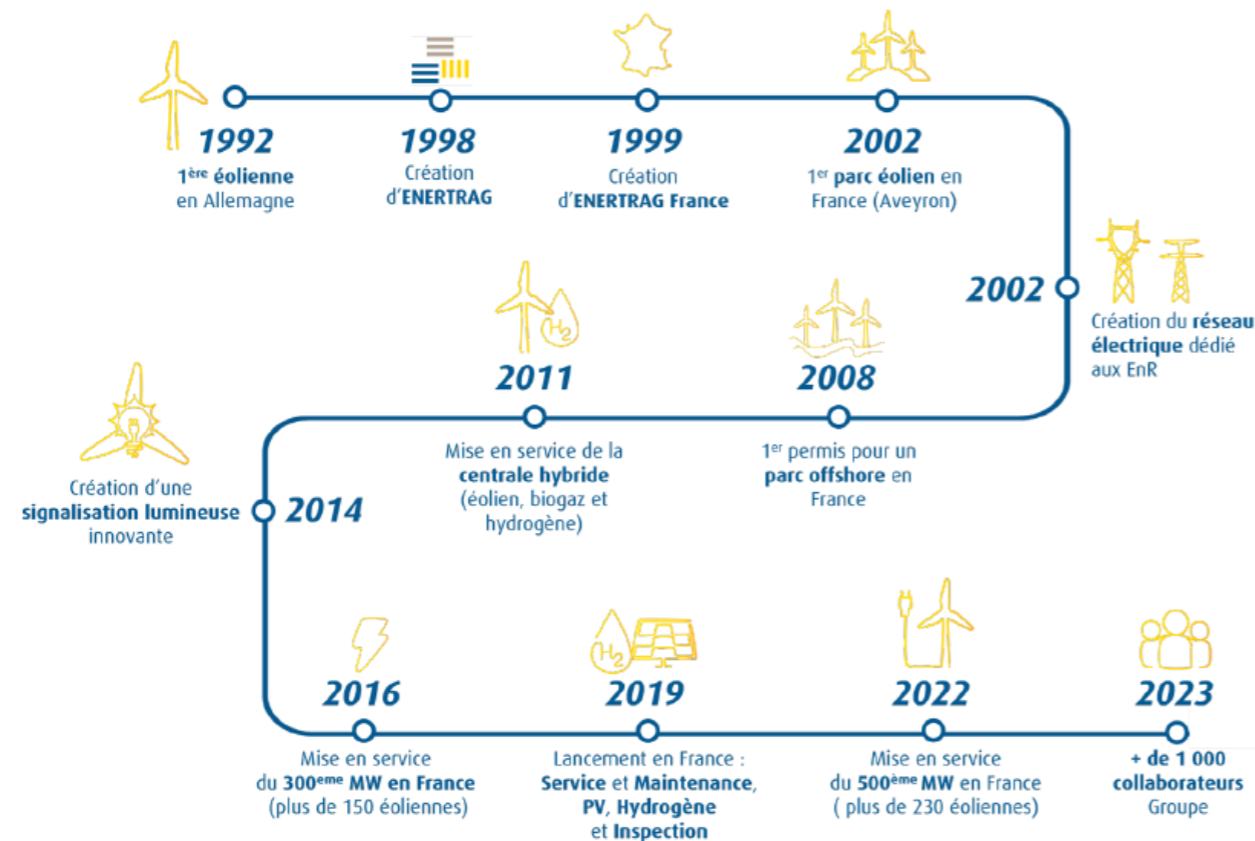 1992
1ère éolienne
en Allemagne
1998
Création
d'ENERTRAG
1999
Création
d'ENERTRAG France
2002
1er parc éolien en
France (Aveyron)
2002
Création du réseau
électrique dédié
aux EnR
2008
1er permis pour un
parc offshore en
France
H2
2011
Mise en service de la
centrale hybride
(éolien, biogaz et
hydrogène)
2014
Création d'une
signalisation lumineuse
innovante
2016
Mise en service
du 300eme MW en France
(plus de 150 éoliennes)
H2
2019
Lancement en France :
Service et Maintenance,
PV, Hydrogène
et Inspection
2022
Mise en service
du 500ème MW en France
( plus de 230 éoliennes)
2023
+ de 1 000
collaborateurs
Groupe